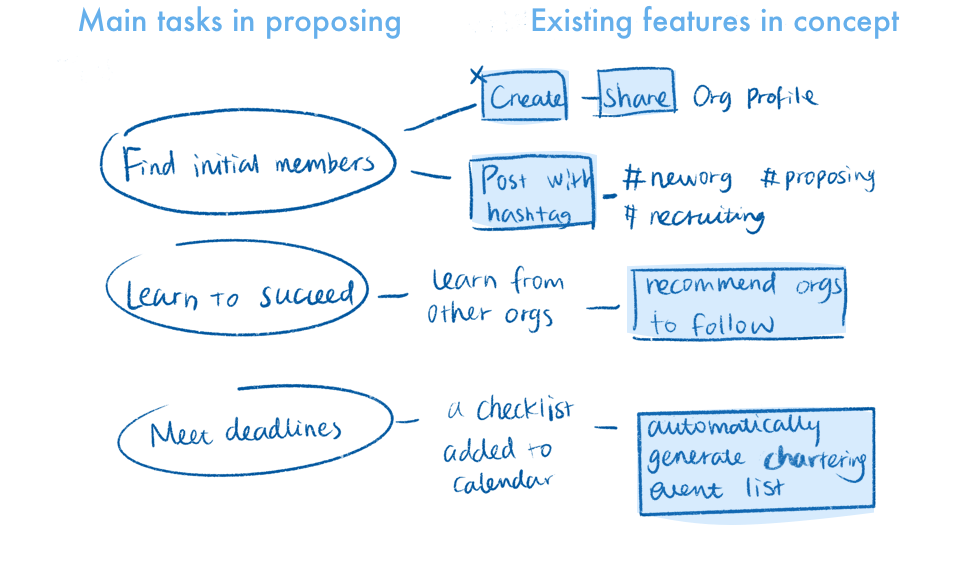 Main tasks in proposing
Existing features in concept
Find initial members
Create share Org profile
Post with
hashtag
#neworg #proposing
# recruiting
Learn to succeed
learn from
other orgs
recommend orgs
to follow
Meet deadlines
a checklist
added to
calendar
automatically
generate chartering
event list